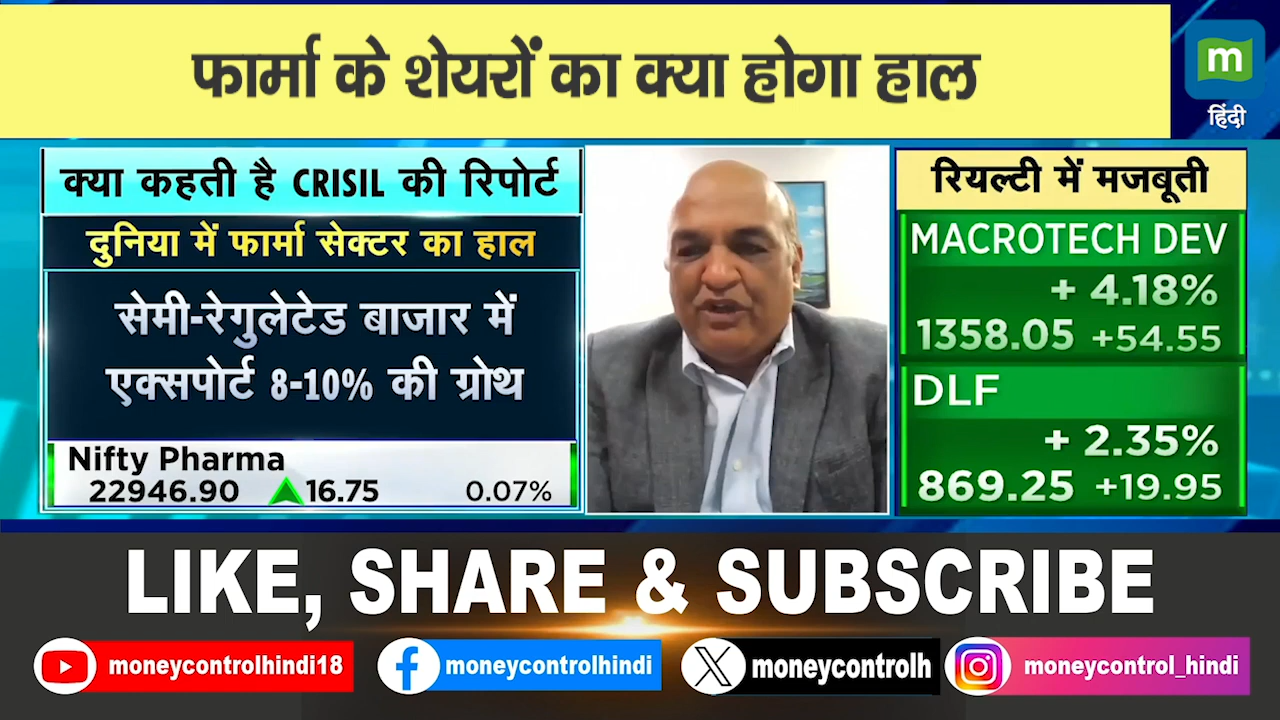 फार्मा के शेयरों का क्या होगा हाल
m
हिंदी
क्या कहती है CRISIL की रिपोर्ट
दुनिया में फार्मा सेक्टर का हाल
सेमी-रेगुलेटेड बाजार में
एक्सपोर्ट 8-10% की ग्रोथ
Nifty Pharma
22946.90 16.75 0.07%
रियल्टी में मजबूती
MACROTECH DEV
+ 4.18%
1358.05 +54.55
DLF
+ 2.35%
869.25 +19.95
LIKE, SHARE & SUBSCRIBE
moneycontrolhindi18
moneycontrolhindi
moneycontrolh
moneycontrol_hindi